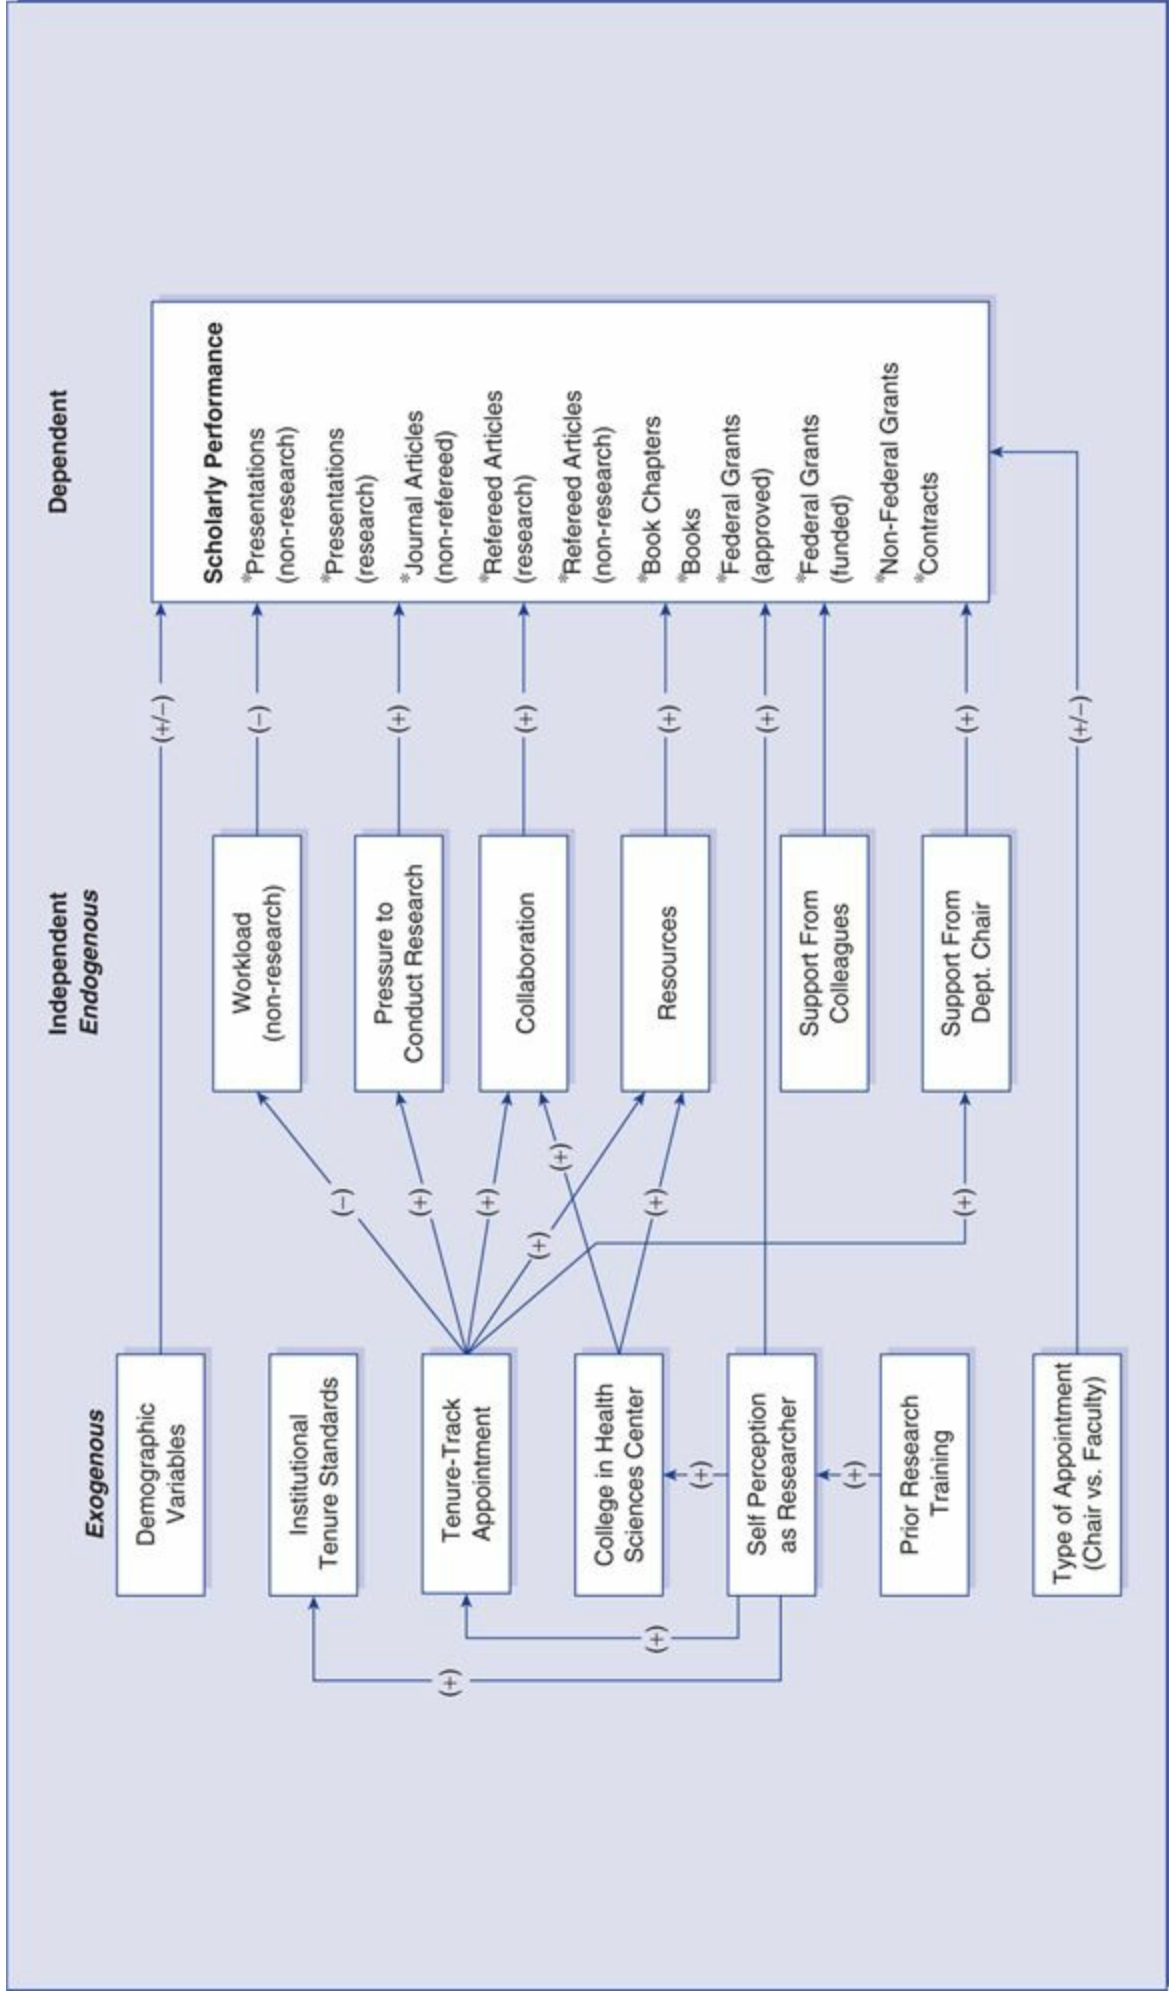 Independent
Dependent
Exogenous
Endogenous
Demographic
Variables
Institutional
Tenure Standards
Tenure-Track
Appointment
College in Health
Sciences Center
Self Perception
as Researcher
Prior Research
Training
Type of Appointment
(Chair vs. Faculty)
(+)
(+)
(+)
(+)
(–)
(+)
(+)
(+)
(+)
(+)
(+)
Workload
(non-research)
Pressure to
Conduct Research
Collaboration
Resources
Support From
Colleagues
Support From
Dept. Chair
(+/–)
(–)
(+)
(+)
(+)
(+)
(+)
(+/–)
Scholarly Performance
*Presentations
(non-research)
*Presentations
(research)
*Journal Articles
(non-refereed)
*Refereed Articles
(research)
*Refereed Articles
(non-research)
*Book Chapters
*Books
*Federal Grants
(approved)
*Federal Grants
(funded)
*Non-Federal Grants
*Contracts